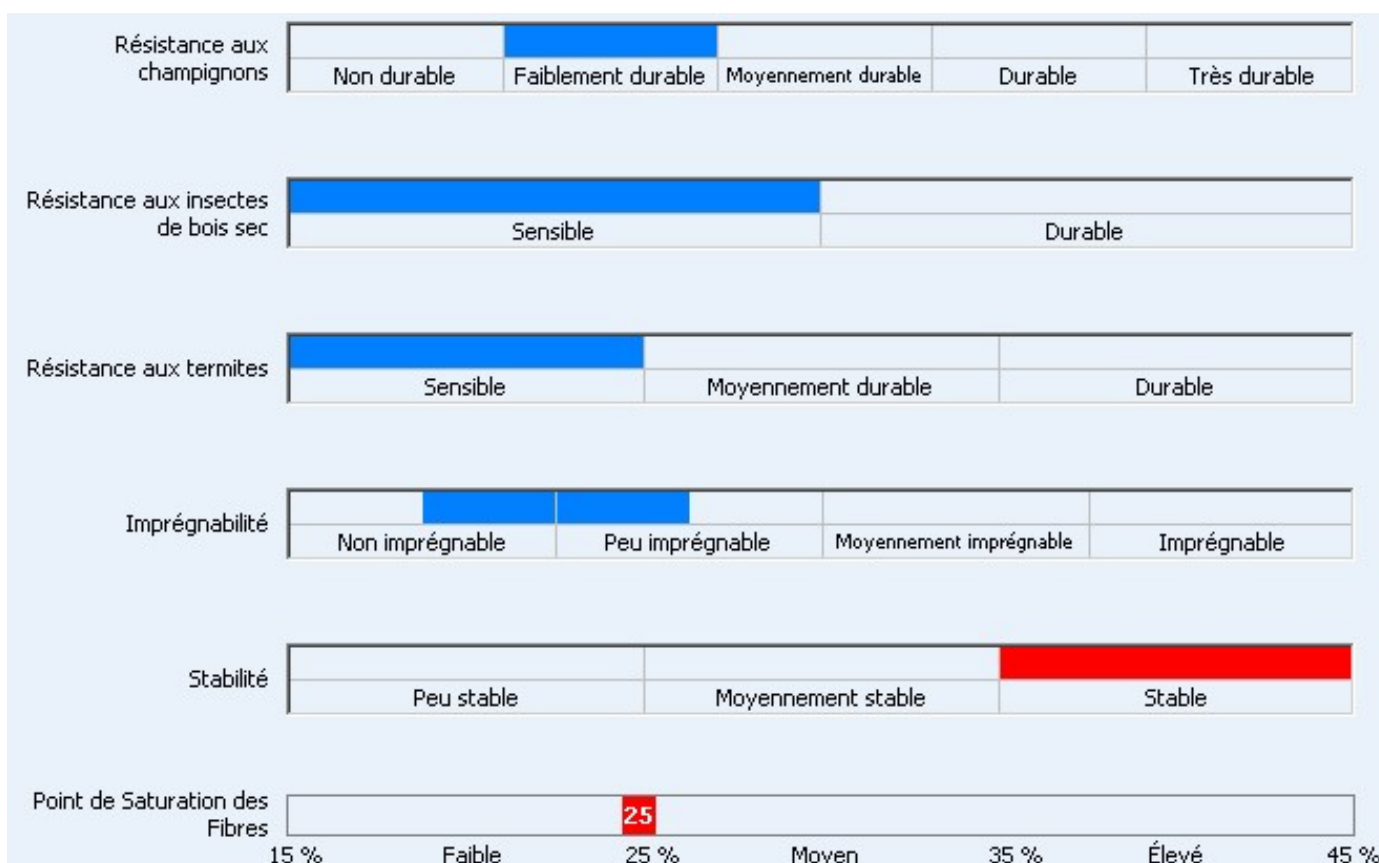 Résistance aux
champignons
Non durable Faiblement durable Moyennement durable Durable Très durable
Résistance aux insectes
de bois sec
Sensible Durable
Résistance aux termites
Sensible Moyennement durable Durable
Imprégnabilité
Non imprégnable Peu imprégnable Moyennement imprégnable Imprégnable
Stabilité
Peu stable Moyennement stable Stable
Point de Saturation des
Fibres
25
15 % Faible 25 % Moyen 35 % Élevé 45 %